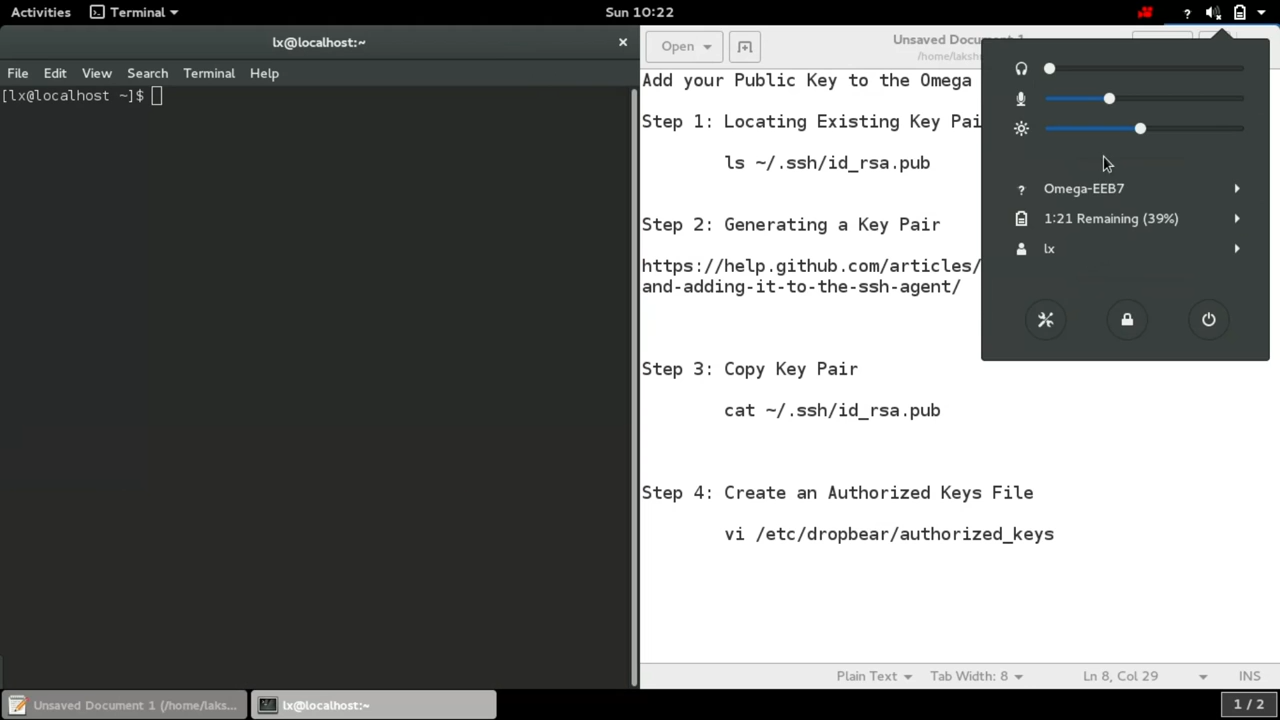 Activities Terminal Sun 10:22
lx@localhost:~
File Edit View Search Terminal Help
[lx@localhost ~]$
Open
Unsaved Document 1
Add your Public Key to the Omega
Step 1: Locating Existing Key Pai
ls ~/.ssh/id_rsa.pub
Step 2: Generating a Key Pair
https://help.github.com/articles/
and-adding-it-to-the-ssh-agent/
Step 3: Copy Key Pair
cat ~/.ssh/id_rsa.pub
Step 4: Create an Authorized Keys File
vi /etc/dropbear/authorized_keys
Omega-EEB7
1:21 Remaining (39%)
lx
Plain Text Tab Width: 8 Ln 8, Col 29 INS
Unsaved Document 1 (/home/laks...
lx@localhost:~
1 / 2